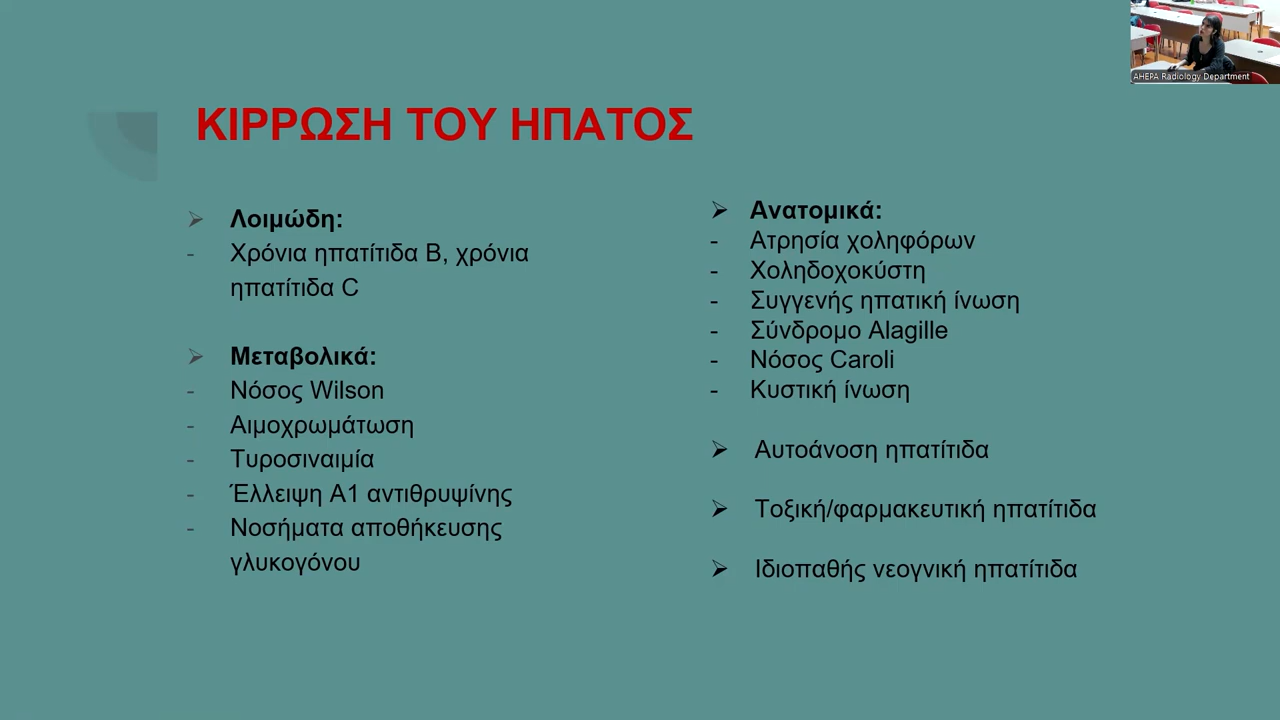 AHEPA Radiology Department
ΚΙΡΡΩΣΗ ΤΟΥ ΗΠΑΤΟΣ
➢ Λοιμώδη:
- Χρόνια ηπατίτιδα Β, χρόνια
ηπατίτιδα C
➢ Μεταβολικά:
- Νόσος Wilson
- Αιμοχρωμάτωση
- Τυροσιναιμία
- Έλλειψη Α1 αντιθρυψίνης
- Νοσήματα αποθήκευσης
γλυκογόνου
➢ Ανατομικά:
- Ατρησία χοληφόρων
- Χοληδοχοκύστη
- Συγγενής ηπατική ίνωση
- Σύνδρομο Alagille
- Νόσος Caroli
- Κυστική ίνωση
➢ Αυτοάνοση ηπατίτιδα
➢ Τοξική/φαρμακευτική ηπατίτιδα
➢ Ιδιοπαθής νεογνική ηπατίτιδα